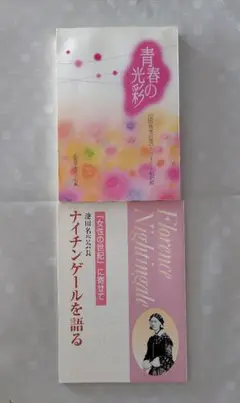 青春の
光彩
「女性の世紀」に寄せて
池田名誉会長
ナイチンゲールを語る
Florence
Nightingale